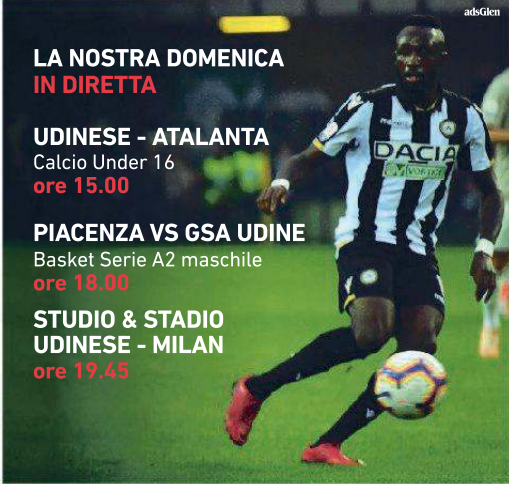 adsGlen
LA NOSTRA DOMENICA
IN DIRETTA
UDINESE - ATALANTA
Calcio Under 16
ore 15.00
PIACENZA VS GSA UDINE
Basket Serie A2 maschile
ore 18.00
STUDIO & STADIO
UDINESE - MILAN
ore 19.45
DACIA
VORTEX